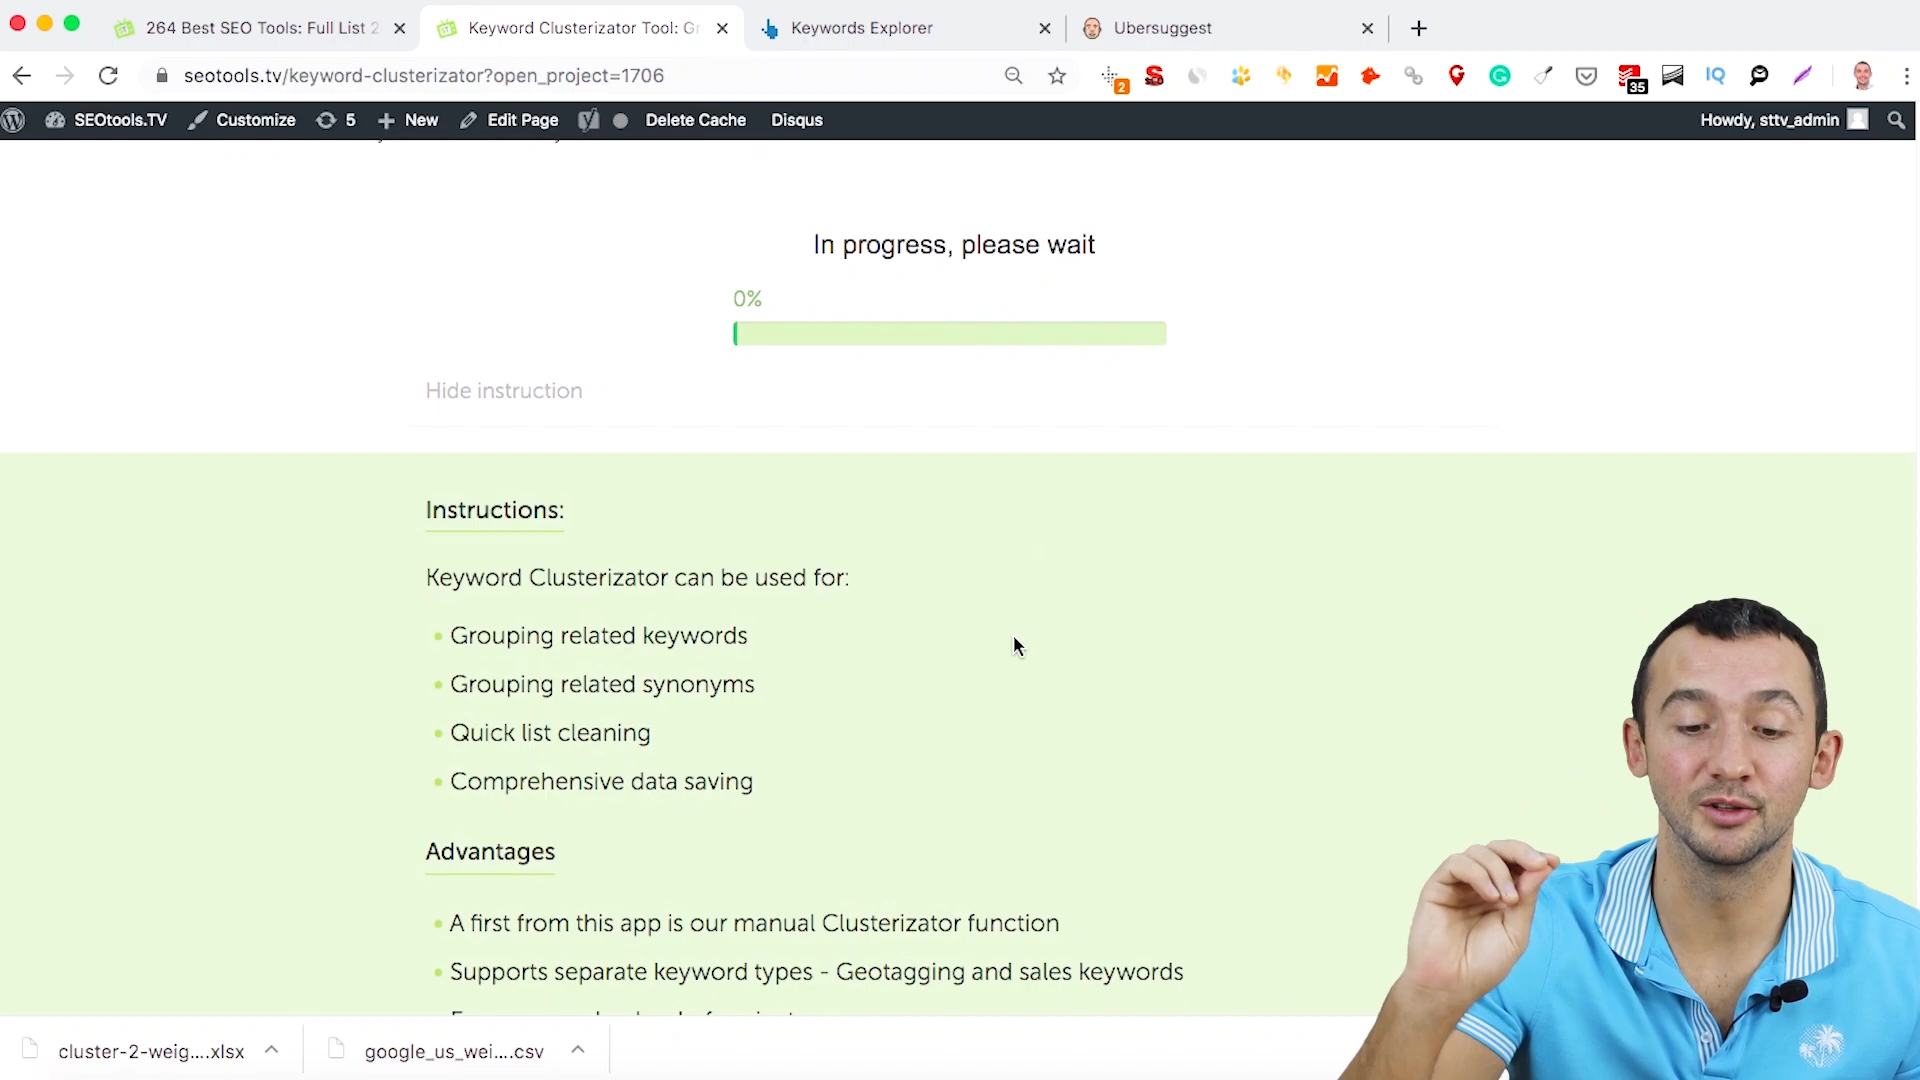 264 Best SEO Tools: Full List 2
Keyword Clusterizator Tool: Gr
Keywords Explorer
Ubersuggest
seotools.tv/keyword-clusterizator?open_project=1706
2
35
IQ
SEOtools.TV
Customize
5
New
Edit Page
Delete Cache
Disqus
Howdy, sttv_admin
In progress, please wait
0%
Hide instruction
Instructions:
Keyword Clusterizator can be used for:
Grouping related keywords
Grouping related synonyms
Quick list cleaning
Comprehensive data saving
Advantages
A first from this app is our manual Clusterizator function
Supports separate keyword types - Geotagging and sales keywords
cluster-2-weig....xlsx
google_us_wei....csv